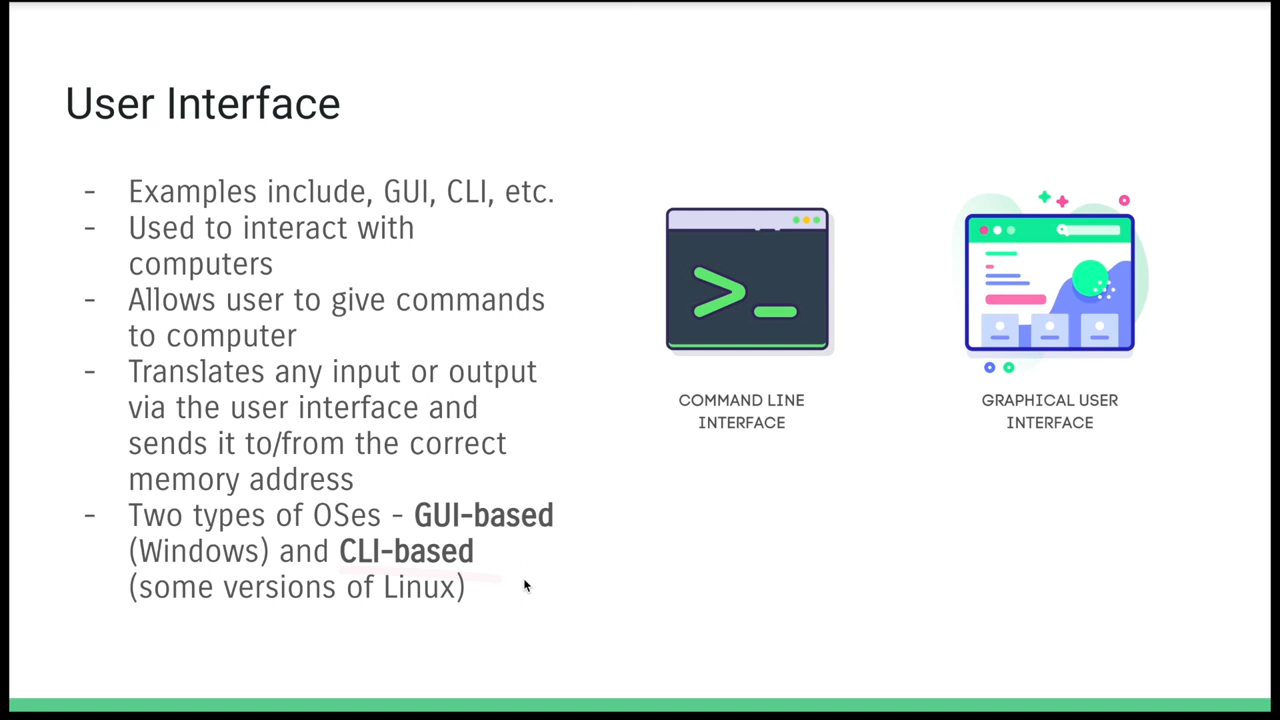 User Interface
- Examples include, GUI, CLI, etc.
- Used to interact with
computers
- Allows user to give commands
to computer
- Translates any input or output
via the user interface and
sends it to/from the correct
memory address
- Two types of OSes - GUI-based
(Windows) and CLI-based
(some versions of Linux)
>_
COMMAND LINE
INTERFACE
GRAPHICAL USER
INTERFACE